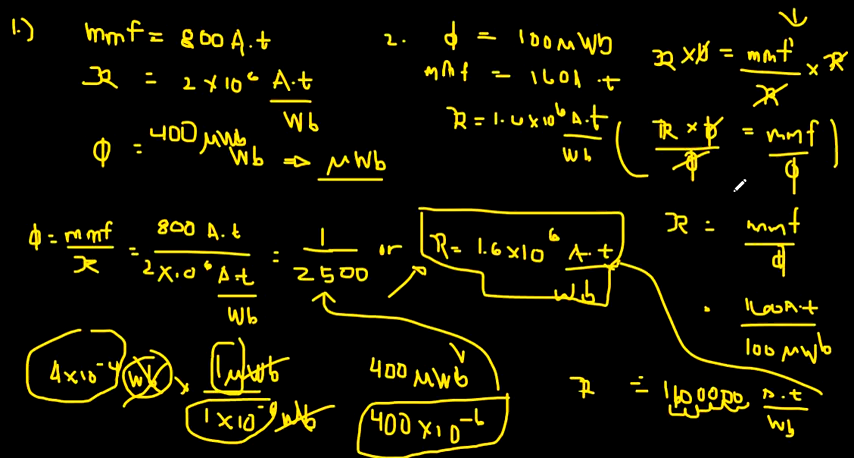 1.) mmf = 800 A.t
ℛ = 2 × 10⁶ A.t / Wb
ϕ = 400 μWb Wb ⇒ μWb
ϕ = mmf / ℛ = 800 A.t / 2 × 10⁶ A.t / Wb = 1 / 2500 or
4 × 10⁻⁴ Wb × 1 μWb / 1 × 10⁻⁶ Wb
400 μWb
400 × 10⁻⁶
2. ϕ = 100 μWb
mmf = 160 A.t
ℛ = 1.6 × 10⁶ A.t / Wb
ℛ = 1.6 × 10⁶ A.t / Wb
ℛ × ϕ = mmf / ℛ × ℛ
( ℛ × ϕ / ϕ = mmf / ϕ )
ℛ = mmf / ϕ
= 160 A.t / 100 μWb
ℛ = 1600000 A.t / Wb